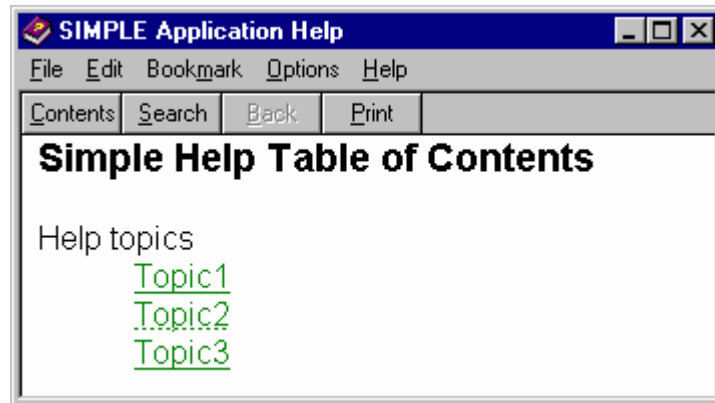 SIMPLE Application Help
File Edit Bookmark Options Help
Contents Search Back Print
Simple Help Table of Contents
Help topics
Topic1
Topic2
Topic3